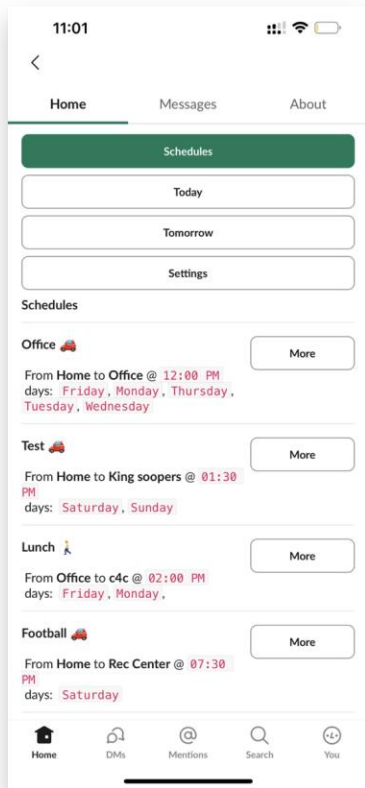 11:01
Home Messages About
Schedules
Today
Tomorrow
Settings
Schedules
Office
More
From Home to Office @ 12:00 PM
days: Friday, Monday, Thursday,
Tuesday, Wednesday
Test
More
From Home to King soopers @ 01:30
PM
days: Saturday, Sunday
Lunch
More
From Office to c4c @ 02:00 PM
days: Friday, Monday,
Football
More
From Home to Rec Center @ 07:30
PM
days: Saturday
Home DMs Mentions Search You